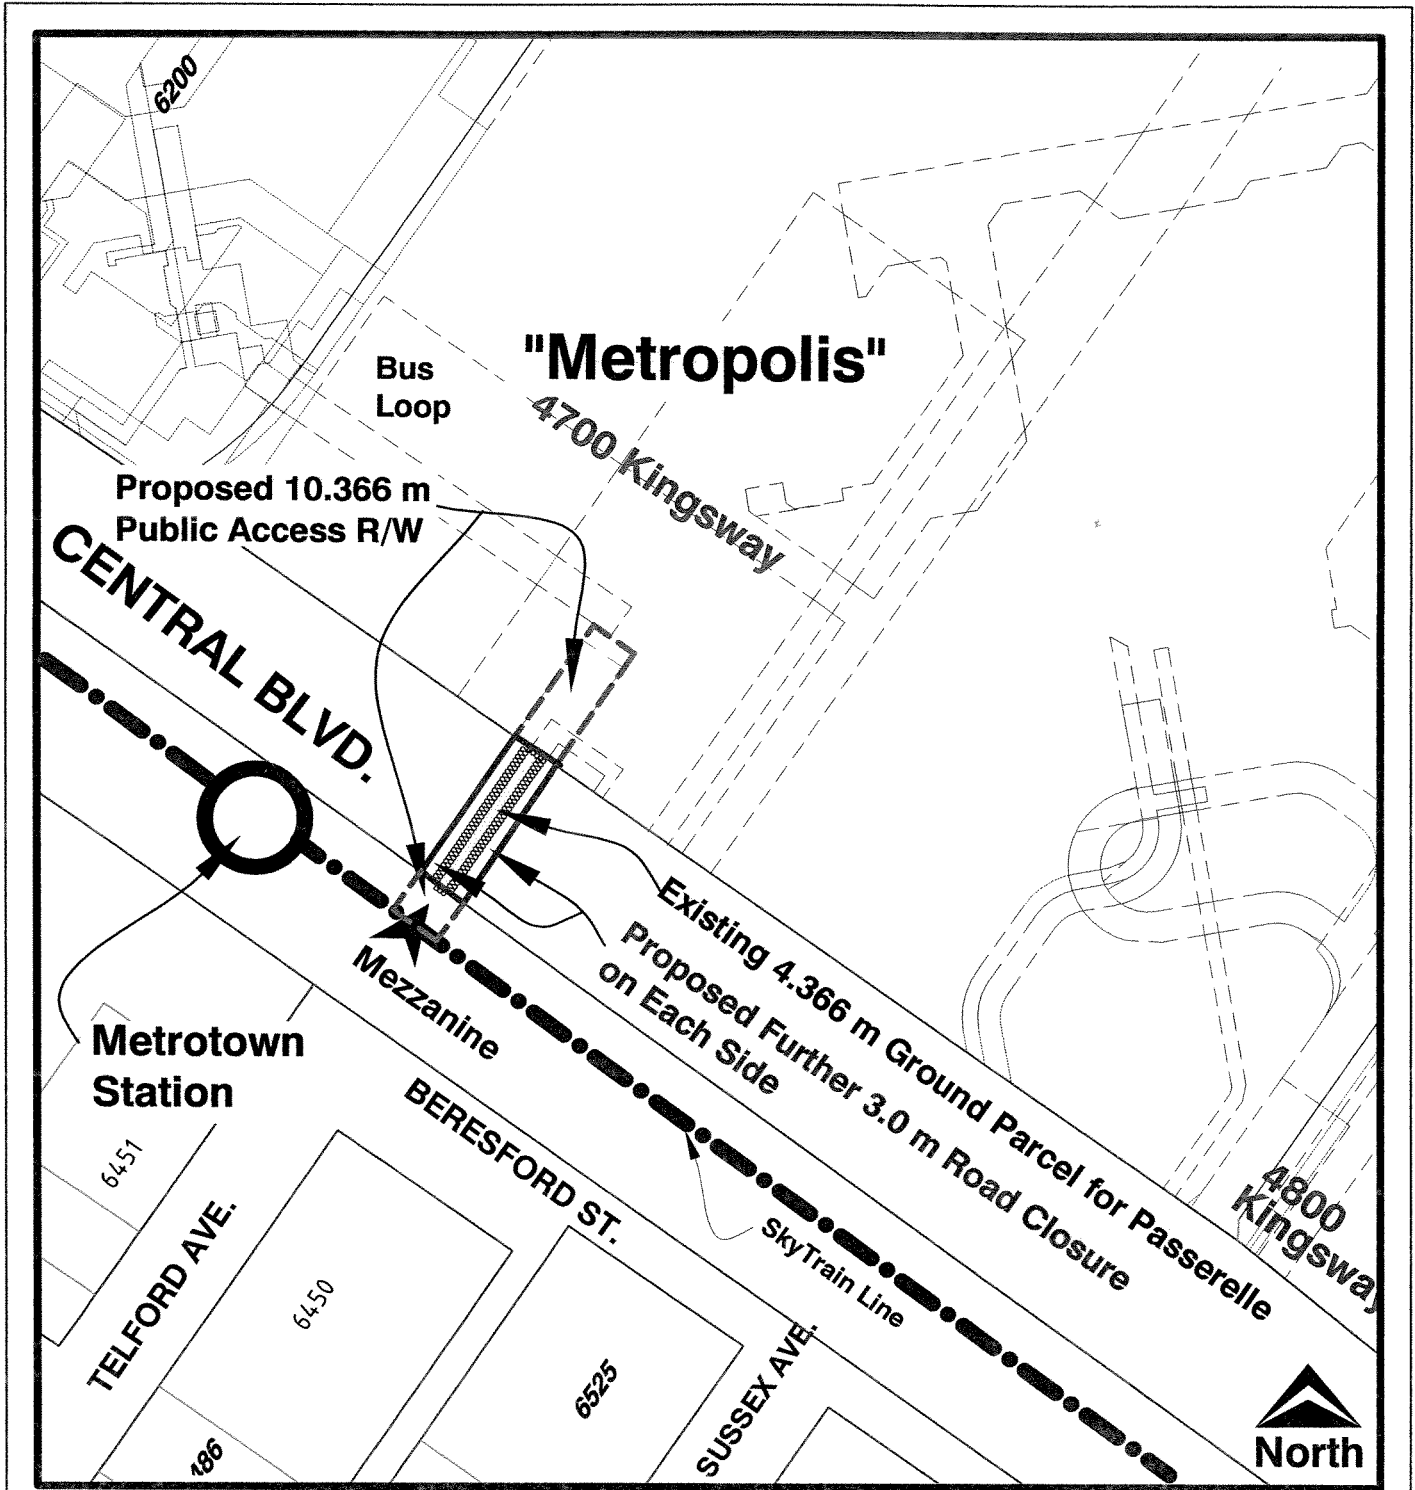 6200
"Metropolis"
Bus
Loop
4700 Kingsway
Proposed 10.366 m
Public Access R/W
CENTRAL BLVD.
Existing 4.366 m Ground Parcel for Passerelle
Proposed Further 3.0 m Road Closure
on Each Side
Mezzanine
Metrotown
Station
BERESFORD ST.
SkyTrain Line
4800
Kingsway
6451
TELFORD AVE.
6450
6525
SUSSEX AVE.
486
North